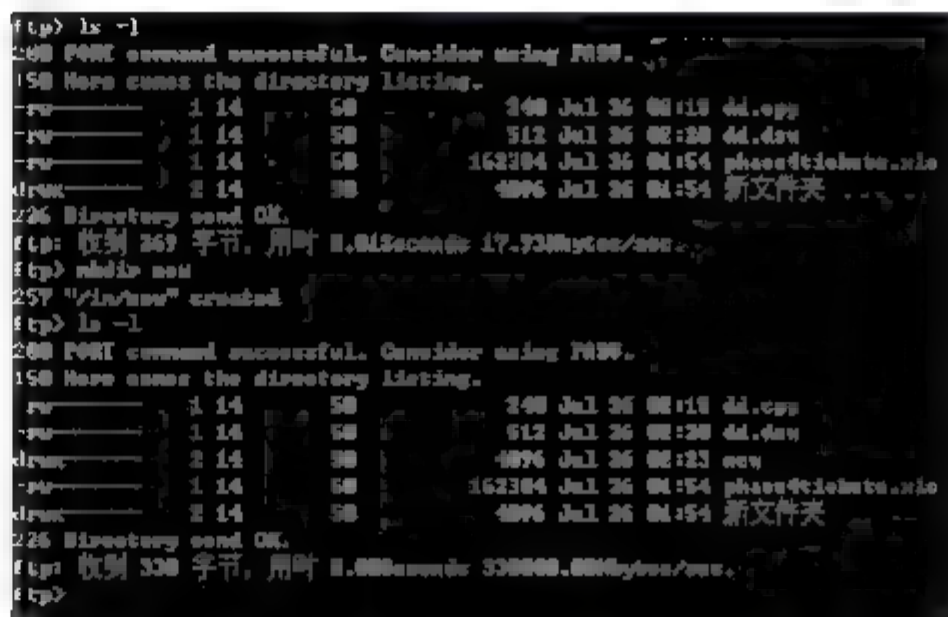 ftp> ls -l
200 PORT command successful. Consider using PASV.
150 Here comes the directory listing.
-rw------- 1 14 50 240 Jul 26 02:19 dd.cpp
-rw------- 1 14 50 512 Jul 26 02:20 dd.dsw
-rw------- 1 14 50 162304 Jul 26 01:54
drwx------ 2 14 50 4096 Jul 26 01:54 新文件夹
226 Directory send OK.
ftp: 收到 269 字节，用时
ftp> mkdir new
257 "/in/new" created
ftp> ls -l
200 PORT command successful. Consider using PASV.
150 Here comes the directory listing.
-rw------- 1 14 50 240 Jul 26 02:19 dd.cpp
-rw------- 1 14 50 512 Jul 26 02:20 dd.dsw
drwx------ 2 14 50 4096 Jul 26 02:23 new
-rw------- 1 14 50 162304 Jul 26 01:54
drwx------ 2 14 50 4096 Jul 26 01:54 新文件夹
226 Directory send OK.
ftp: 收到 330 字节，用时
ftp>